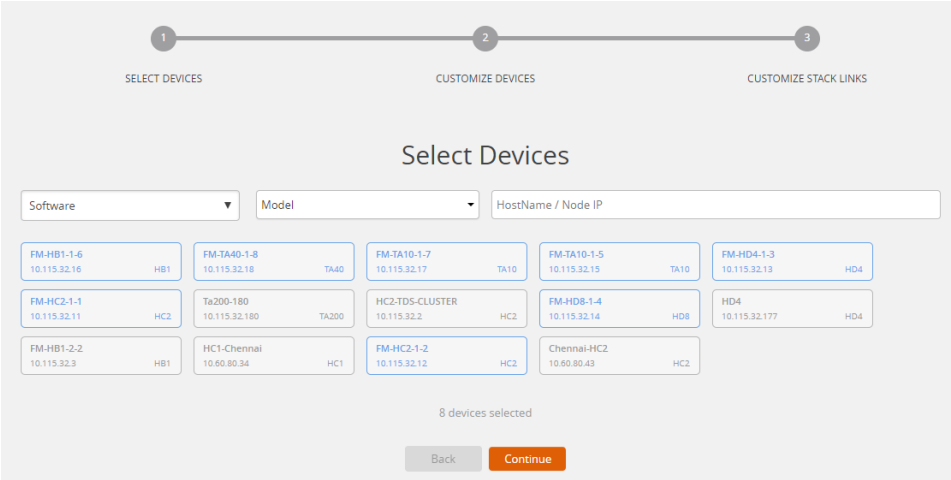 1 2 3
SELECT DEVICES CUSTOMIZE DEVICES CUSTOMIZE STACK LINKS
Select Devices
Software Model HostName / Node IP
FM-HB1-1-6 FM-TA40-1-8 FM-TA10-1-7 FM-TA10-1-5 FM-HD4-1-3
10.115.32.16 HB1 10.115.32.18 TA40 10.115.32.17 TA10 10.115.32.15 TA10 10.115.32.13 HD4
FM-HC2-1-1 Ta200-180 HC2-TDS-CLUSTER FM-HD8-1-4 HD4
10.115.32.11 HC2 10.115.32.180 TA200 10.115.32.2 HC2 10.115.32.14 HD8 10.115.32.177 HD4
FM-HB1-2-2 HC1-Chennai FM-HC2-1-2 Chennai-HC2
10.115.32.3 HB1 10.60.80.34 HC1 10.115.32.12 HC2 10.60.80.43 HC2
8 devices selected
Back Continue